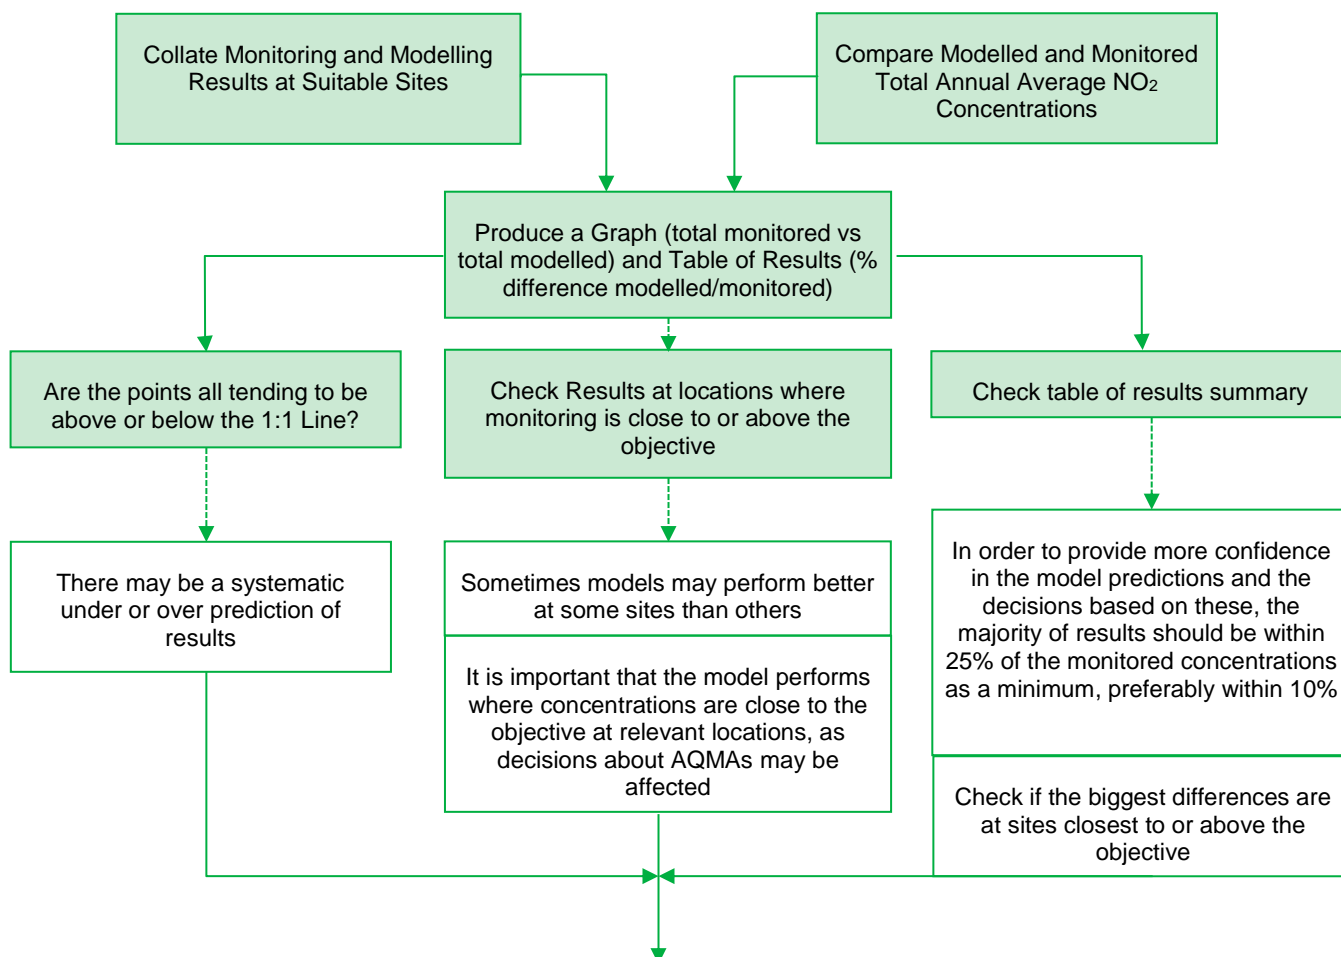 Collate Monitoring and Modelling
Results at Suitable Sites
Compare Modelled and Monitored
Total Annual Average NO₂
Concentrations
Produce a Graph (total monitored vs
total modelled) and Table of Results (%
difference modelled/monitored)
Are the points all tending to be
above or below the 1:1 Line?
Check Results at locations where
monitoring is close to or above the
objective
Check table of results summary
There may be a systematic
under or over prediction of
results
Sometimes models may perform better
at some sites than others
It is important that the model performs
where concentrations are close to the
objective at relevant locations, as
decisions about AQMAs may be
affected
In order to provide more confidence
in the model predictions and the
decisions based on these, the
majority of results should be within
25% of the monitored concentrations
as a minimum, preferably within 10%
Check if the biggest differences are
at sites closest to or above the
objective